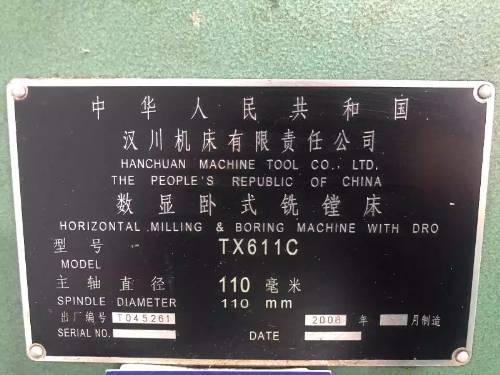 中华人民共和国
汉川机床有限责任公司
HANCHUAN MACHINE TOOL CO., LTD.
THE PEOPLE'S REPUBLIC OF CHINA
数显卧式铣镗床
HORIZONTAL MILLING & BORING MACHINE WITH DRO
型号 TX611C
MODEL
主轴直径 110 毫米
SPINDLE DIAMETER 110 mm
出厂编号 T045261 2008 年 月制造
SERIAL NO. DATE